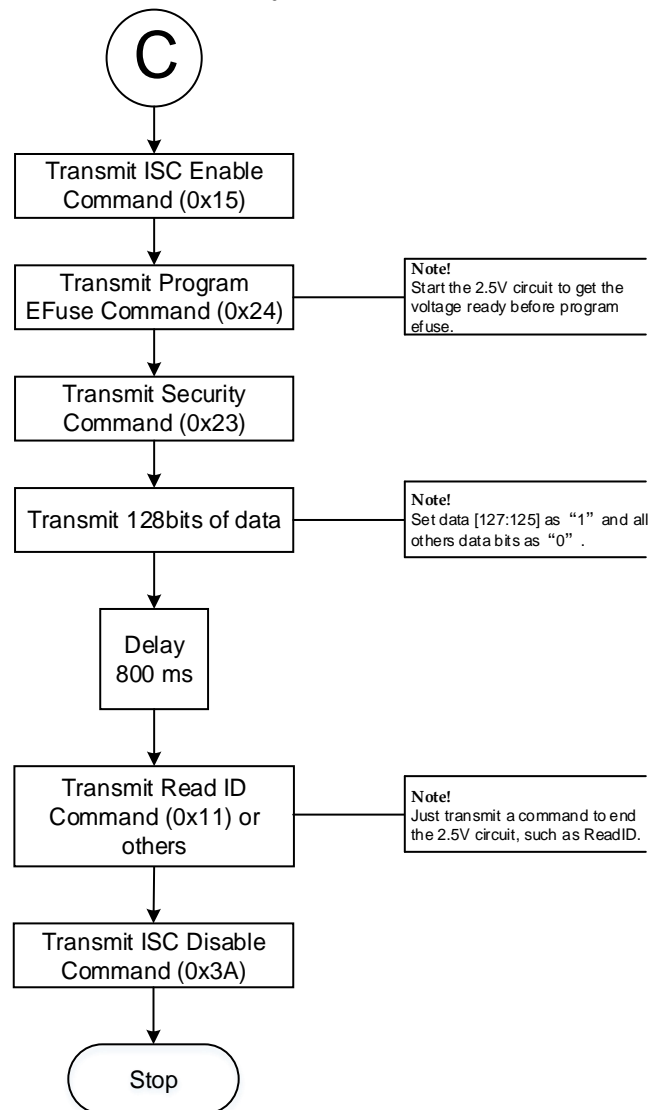 C
Transmit ISC Enable
Command (0x15)
Transmit Program
EFuse Command (0x24)
Note!
Start the 2.5V circuit to get the
voltage ready before program
efuse.
Transmit Security
Command (0x23)
Transmit 128bits of data
Note!
Set data [127:125] as “1” and all
others data bits as “0” .
Delay
800 ms
Transmit Read ID
Command (0x11) or
others
Note!
Just transmit a command to end
the 2.5V circuit, such as ReadID.
Transmit ISC Disable
Command (0x3A)
Stop